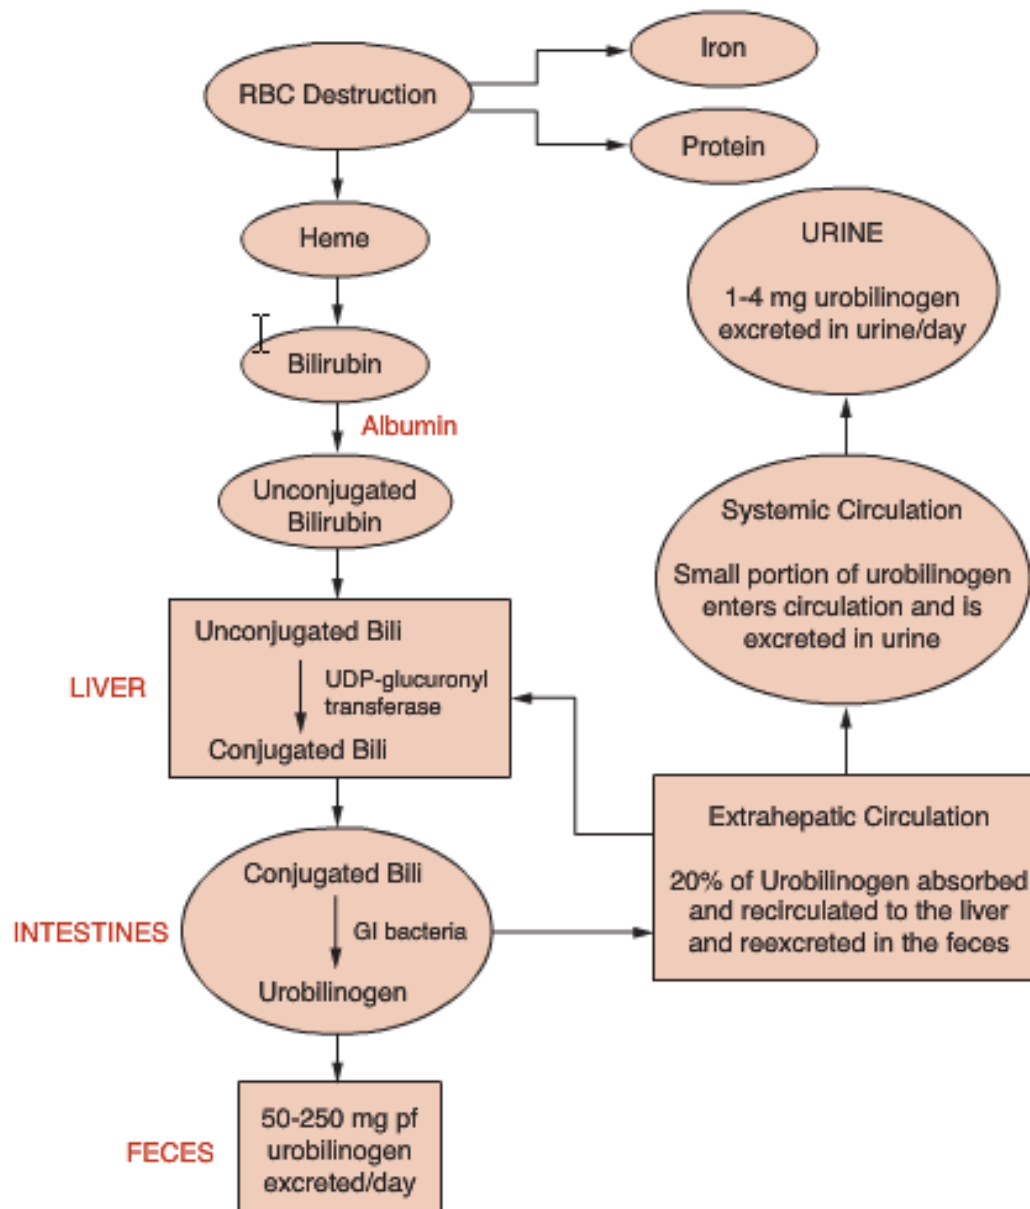 RBC Destruction
Iron
Protein
Heme
Bilirubin
Albumin
Unconjugated
Bilirubin
LIVER
Unconjugated Bili
UDP-glucuronyl
transferase
Conjugated Bili
INTESTINES
Conjugated Bili
GI bacteria
Urobilinogen
FECES
50-250 mg pf
urobilinogen
excreted/day
Extrahepatic Circulation
20% of Urobilinogen absorbed
and recirculated to the liver
and reexcreted in the feces
Systemic Circulation
Small portion of urobilinogen
enters circulation and is
excreted in urine
URINE
1-4 mg urobilinogen
excreted in urine/day